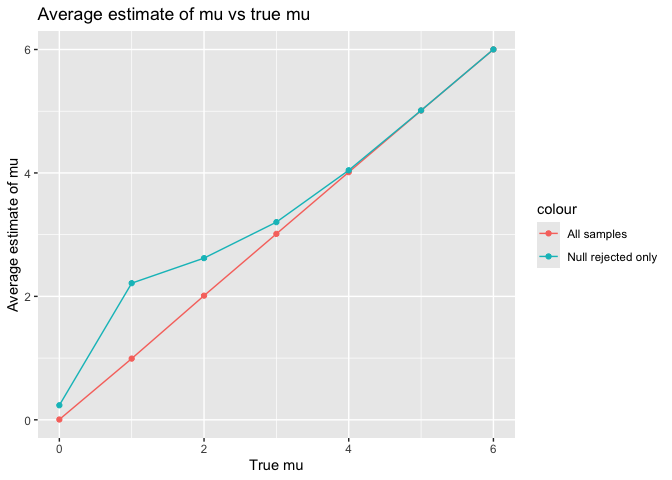 Average estimate of mu vs true mu
Average estimate of mu
6
4
2
0
0
2
4
6
True mu
colour
All samples
Null rejected only